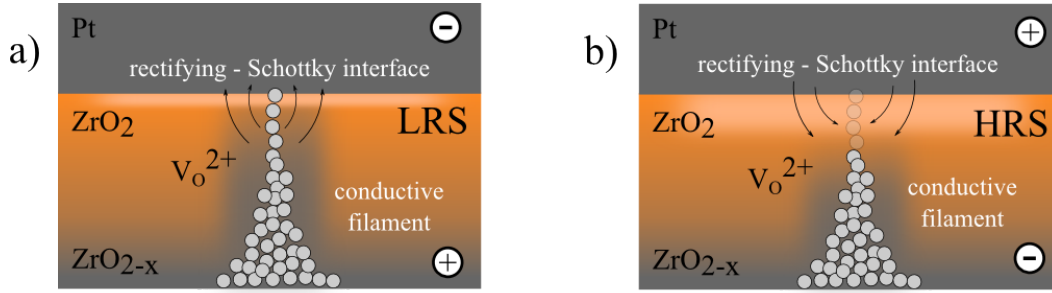 a)
Pt
-
rectifying - Schottky interface
ZrO2
LRS
VO2+
conductive
filament
ZrO2-x
+
b)
Pt
+
rectifying - Schottky interface
ZrO2
HRS
VO2+
conductive
filament
ZrO2-x
-